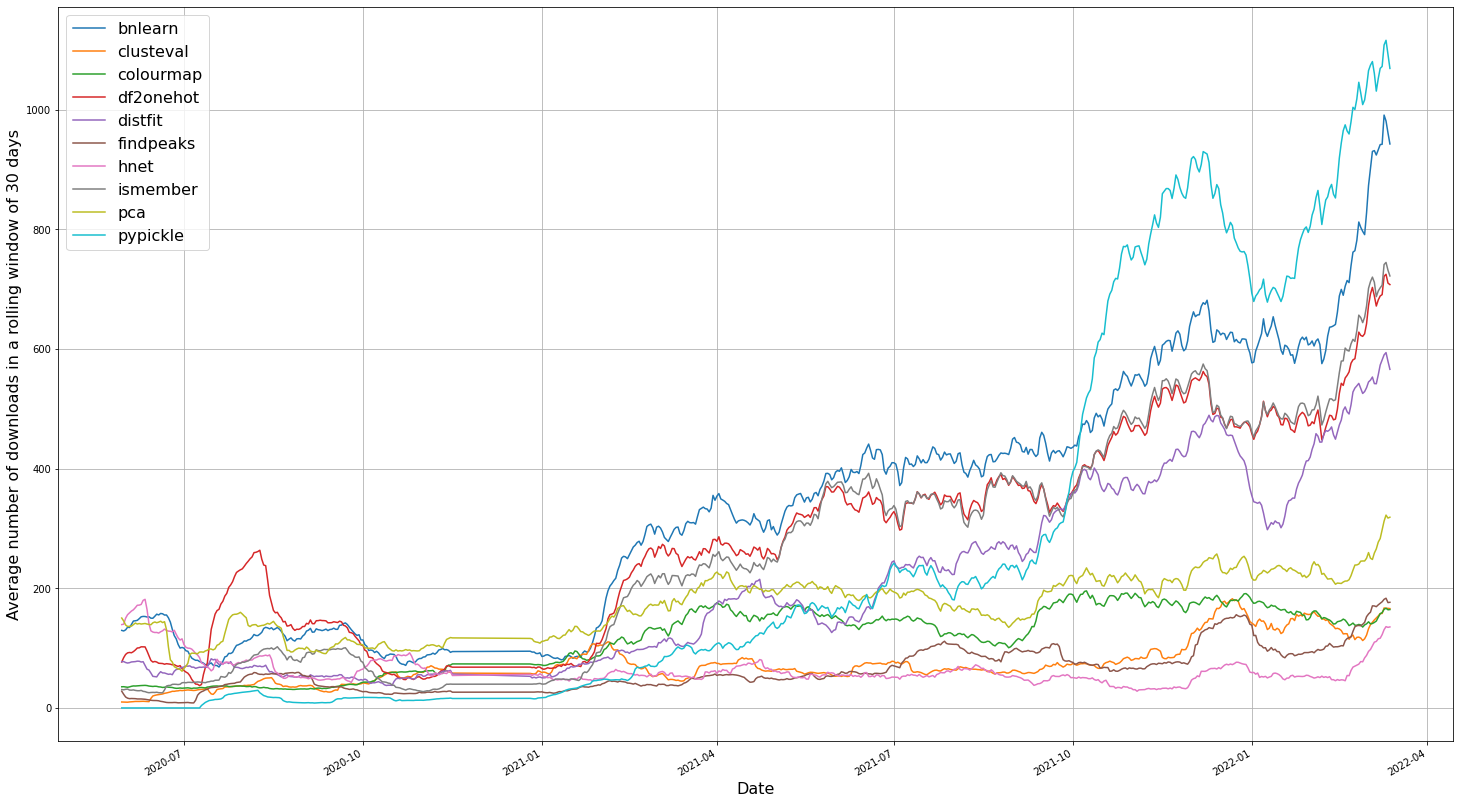 bnlearn
clusteval
colourmap
df2onehot
distfit
findpeaks
hnet
ismember
pca
pypickle
Average number of downloads in a rolling window of 30 days
1000
800
600
400
200
0
2020-07
2020-10
2021-01
2021-04
2021-07
2021-10
2022-01
2022-04
Date